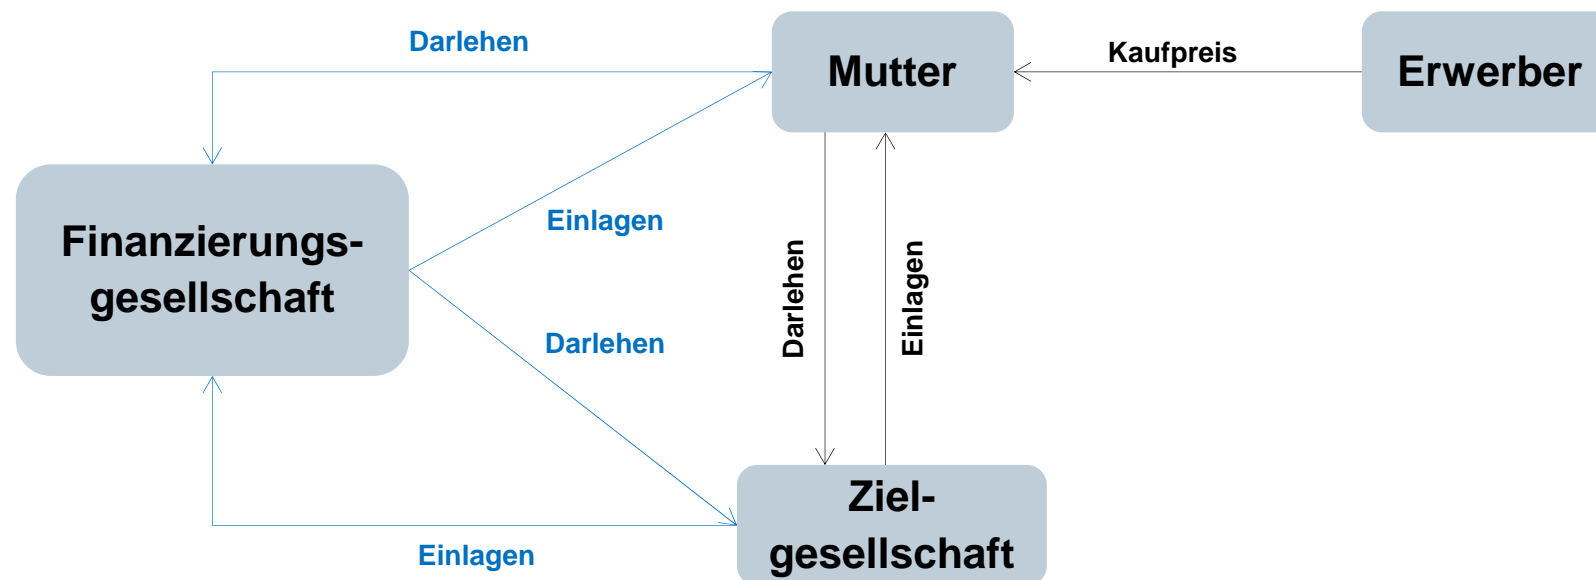 Darlehen
Mutter
Kaufpreis
Erwerber
Finanzierungs-
gesellschaft
Einlagen
Darlehen
Darlehen
Einlagen
Ziel-
gesellschaft
Einlagen